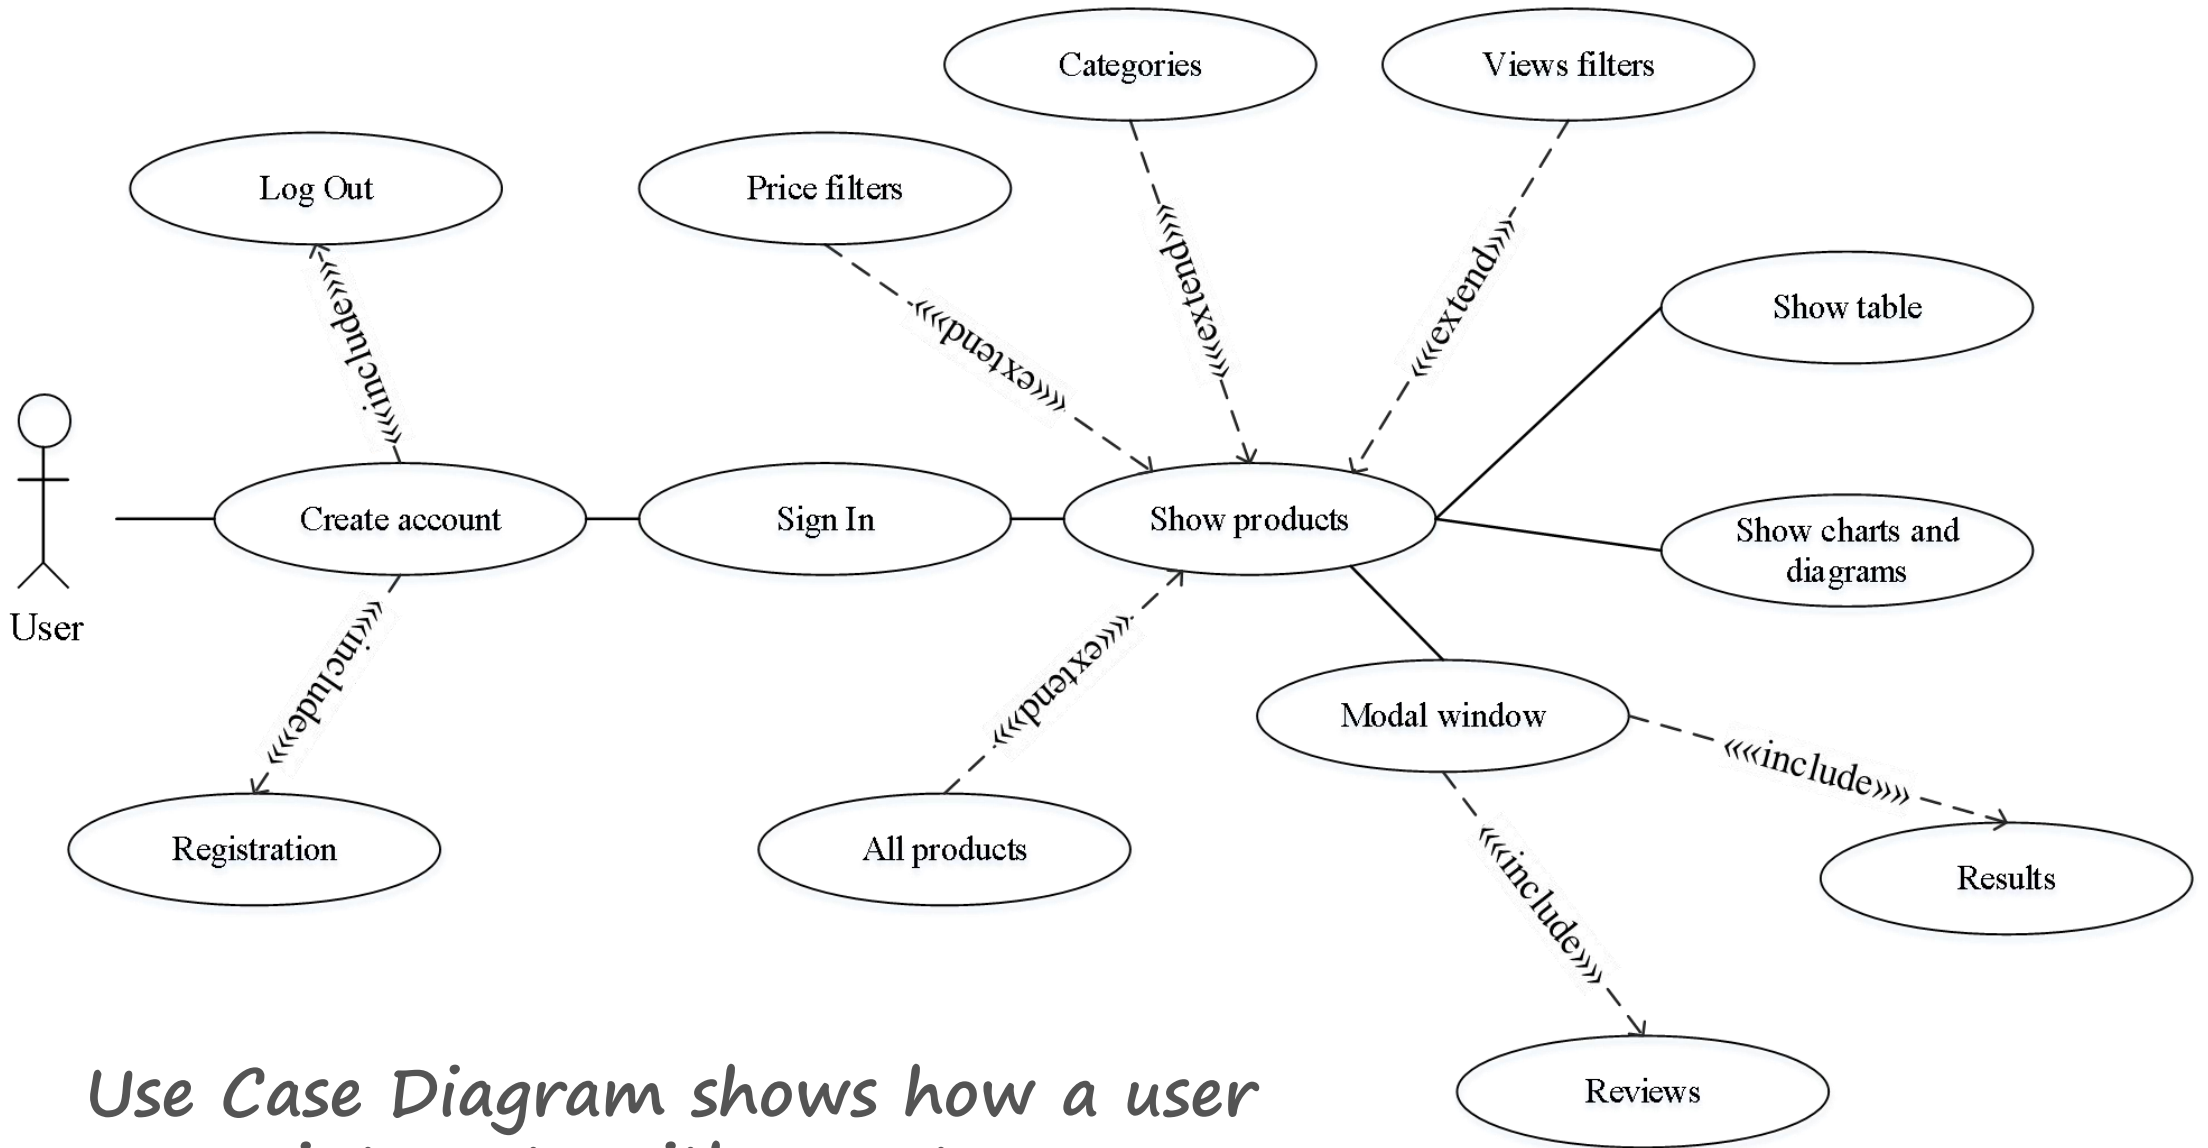 Categories
Views filters
Log Out
Price filters
««extend»»
««extend»»
««include»»
««extend»»
Show table
Create account
Sign In
Show products
Show charts and
diagrams
User
««include»»
««extend»»
Modal window
««include»»
Registration
All products
Results
««include»»
Reviews
Use Case Diagram shows how a user